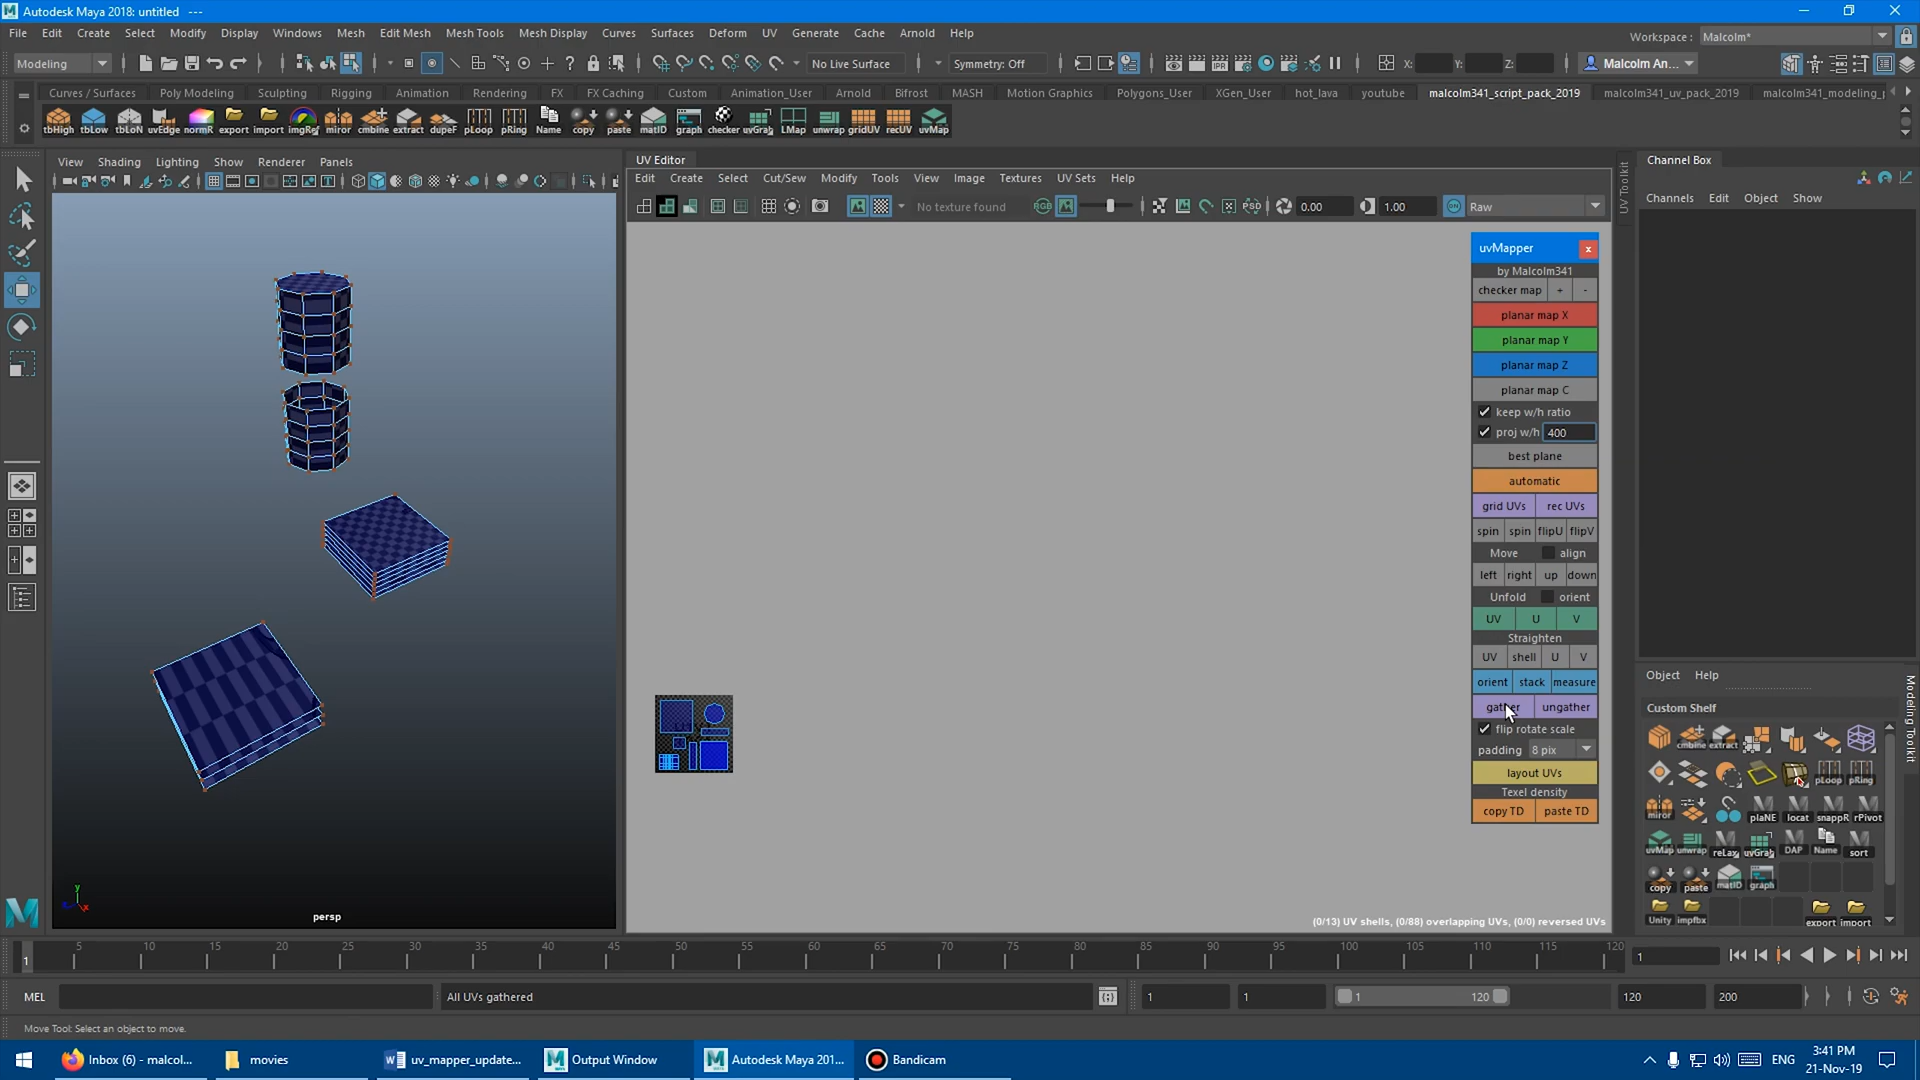 Autodesk Maya 2018: untitled   ---
File Edit Create Select Modify Display Windows Mesh Edit Mesh Mesh Tools Mesh Display Curves Surfaces Deform UV Generate Cache Arnold Help
Workspace : Malcolm*
Modeling No Live Surface Symmetry: Off X: Y: Z: Malcolm An...
Curves / Surfaces Poly Modeling Sculpting Rigging Animation Rendering FX FX Caching Custom Animation_User Arnold Bifrost MASH Motion Graphics Polygons_User XGen_User hot_lava youtube malcolm341_script_pack_2019 malcolm341_uv_pack_2019 malcolm341_modeling_p
tbHigh tbLow tbLoN uvEdge normR export import imgRef miror cmbine extract dupeF pLoop pRing Name copy paste matID graph checker uvGrab LMap unwrap gridUV recUV uvMap
View Shading Lighting Show Renderer Panels
UV Editor
Edit Create Select Cut/Sew Modify Tools View Image Textures UV Sets Help
No texture found 0.00 1.00 Raw
UV Toolkit
Channel Box
Channels Edit Object Show
uvMapper
by Malcolm341
checker map + -
planar map X
planar map Y
planar map Z
planar map C
keep w/h ratio
proj w/h 400
best plane
automatic
grid UVs rec UVs
spin spin flipU flipV
Move align
left right up down
Unfold orient
UV U V
Straighten
UV shell U V
orient stack measure
gather ungather
flip rotate scale
padding 8 pix
layout UVs
Texel density
copy TD paste TD
Object Help
Custom Shelf
cmbine extract
pLoop pRing
miror plaNE locat snappR rPivot
uvMap unwrap reLax uvGrab DAP Name sort
copy paste matID graph
Unity impfbx export import
Modeling Toolkit
persp
(0/13) UV shells, (0/88) overlapping UVs, (0/0) reversed UVs
1 5 10 15 20 25 30 35 40 45 50 55 60 65 70 75 80 85 90 95 100 105 110 115 120 1
MEL All UVs gathered 1 1 1 120 120 200
Move Tool: Select an object to move.
Inbox (6) - malcol... movies uv_mapper_update... Output Window Autodesk Maya 201... Bandicam ENG 3:41 PM
21-Nov-19